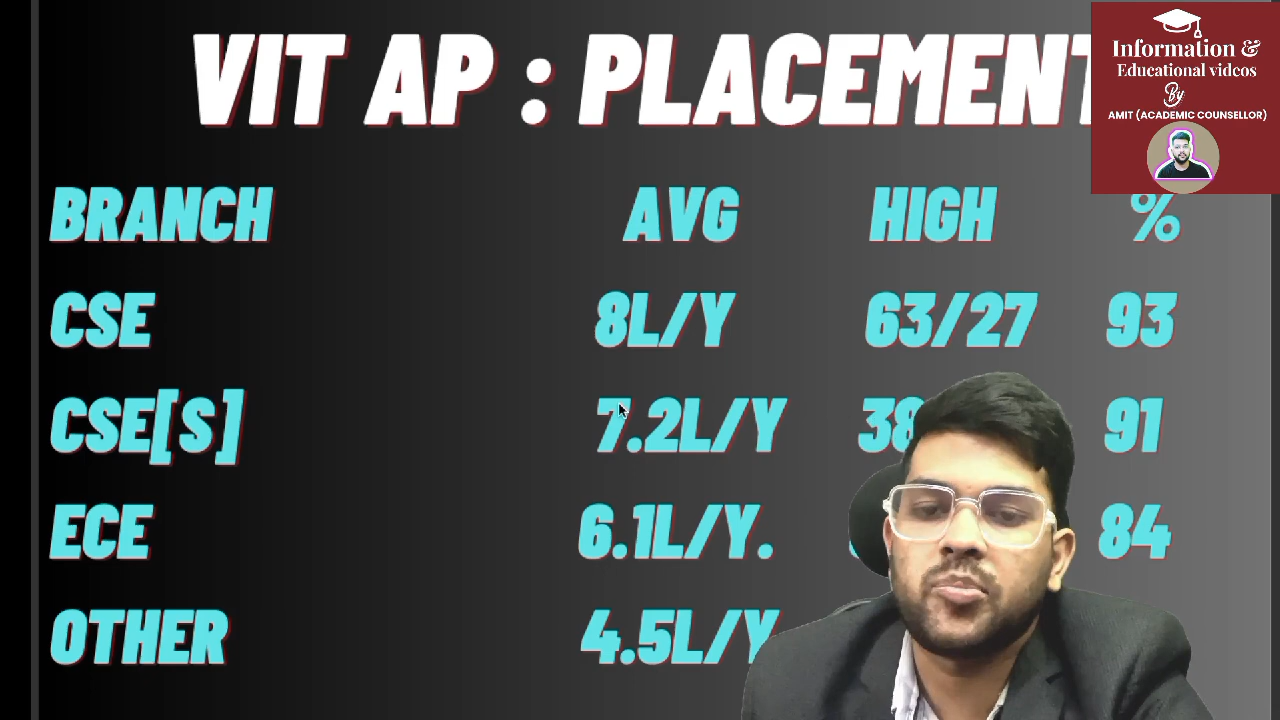 VIT AP : PLACEMENT
Information &
Educational videos
By
AMIT (ACADEMIC COUNSELLOR)
BRANCH AVG HIGH %
CSE 8L/Y 63/27 93
CSE[S] 7.2L/Y 91
ECE 6.1L/Y. 84
OTHER 4.5L/Y